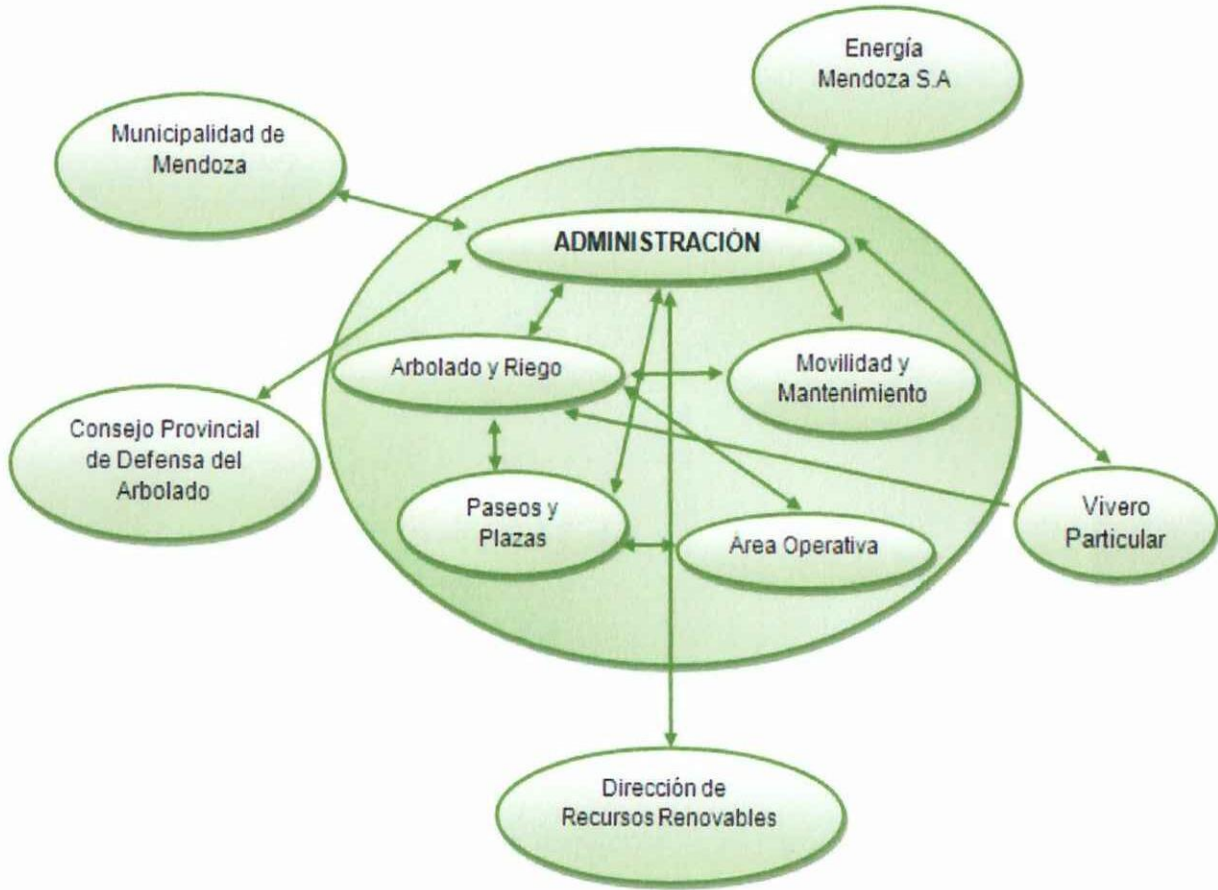 Energía
Mendoza S.A
Municipalidad de
Mendoza
ADMINISTRACIÓN
Arbolado y Riego
Movilidad y
Mantenimiento
Consejo Provincial
de Defensa del
Arbolado
Paseos y
Plazas
Área Operativa
Vivero
Particular
Dirección de
Recursos Renovables